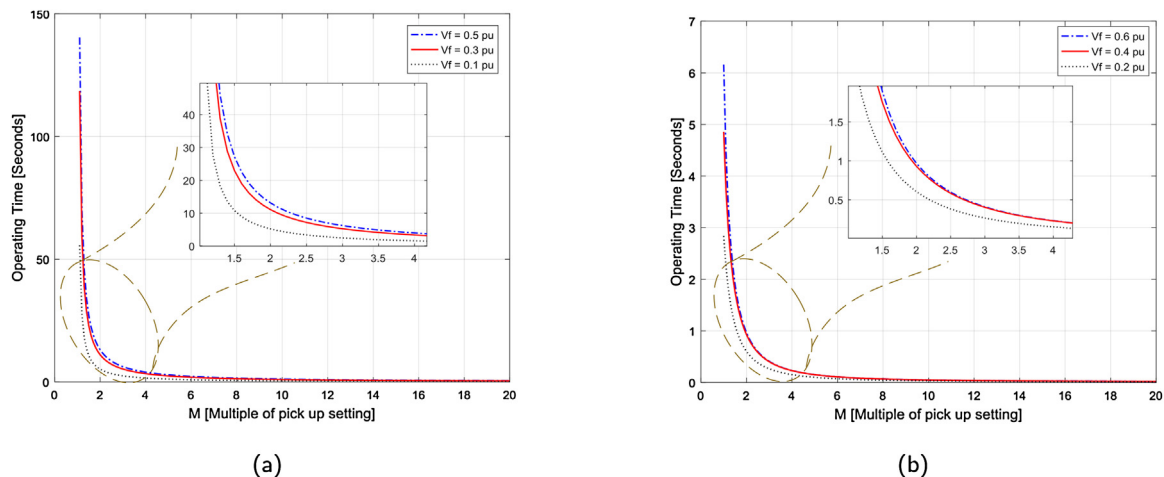 150
100
50
0
Operating Time [Seconds]
Vf = 0.5 pu
Vf = 0.3 pu
Vf = 0.1 pu
40
30
20
10
0
1.5 2 2.5 3 3.5 4
0 2 4 6 8 10 12 14 16 18 20
M [Multiple of pick up setting]
(a)
7
6
5
4
3
2
1
0
Operating Time [Seconds]
Vf = 0.6 pu
Vf = 0.4 pu
Vf = 0.2 pu
1.5
1
0.5
1.5 2 2.5 3 3.5 4
0 2 4 6 8 10 12 14 16 18 20
M [Multiple of pick up setting]
(b)